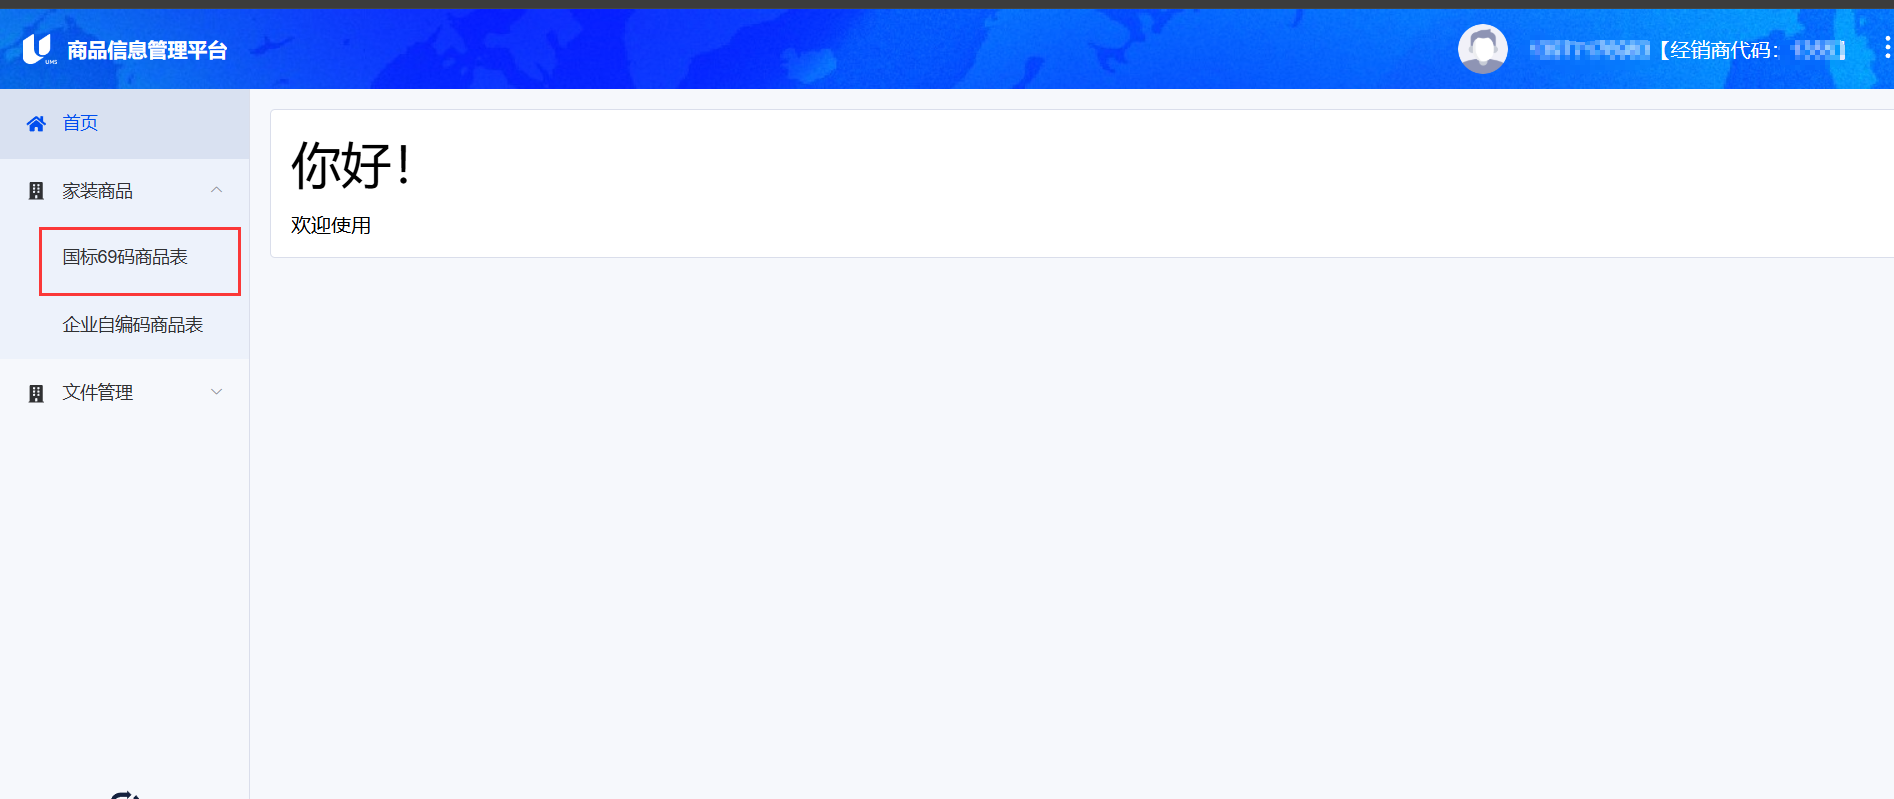 UMS
商品信息管理平台
【经销商代码：
首页
家装商品
国标69码商品表
企业自编码商品表
文件管理
你好！
欢迎使用